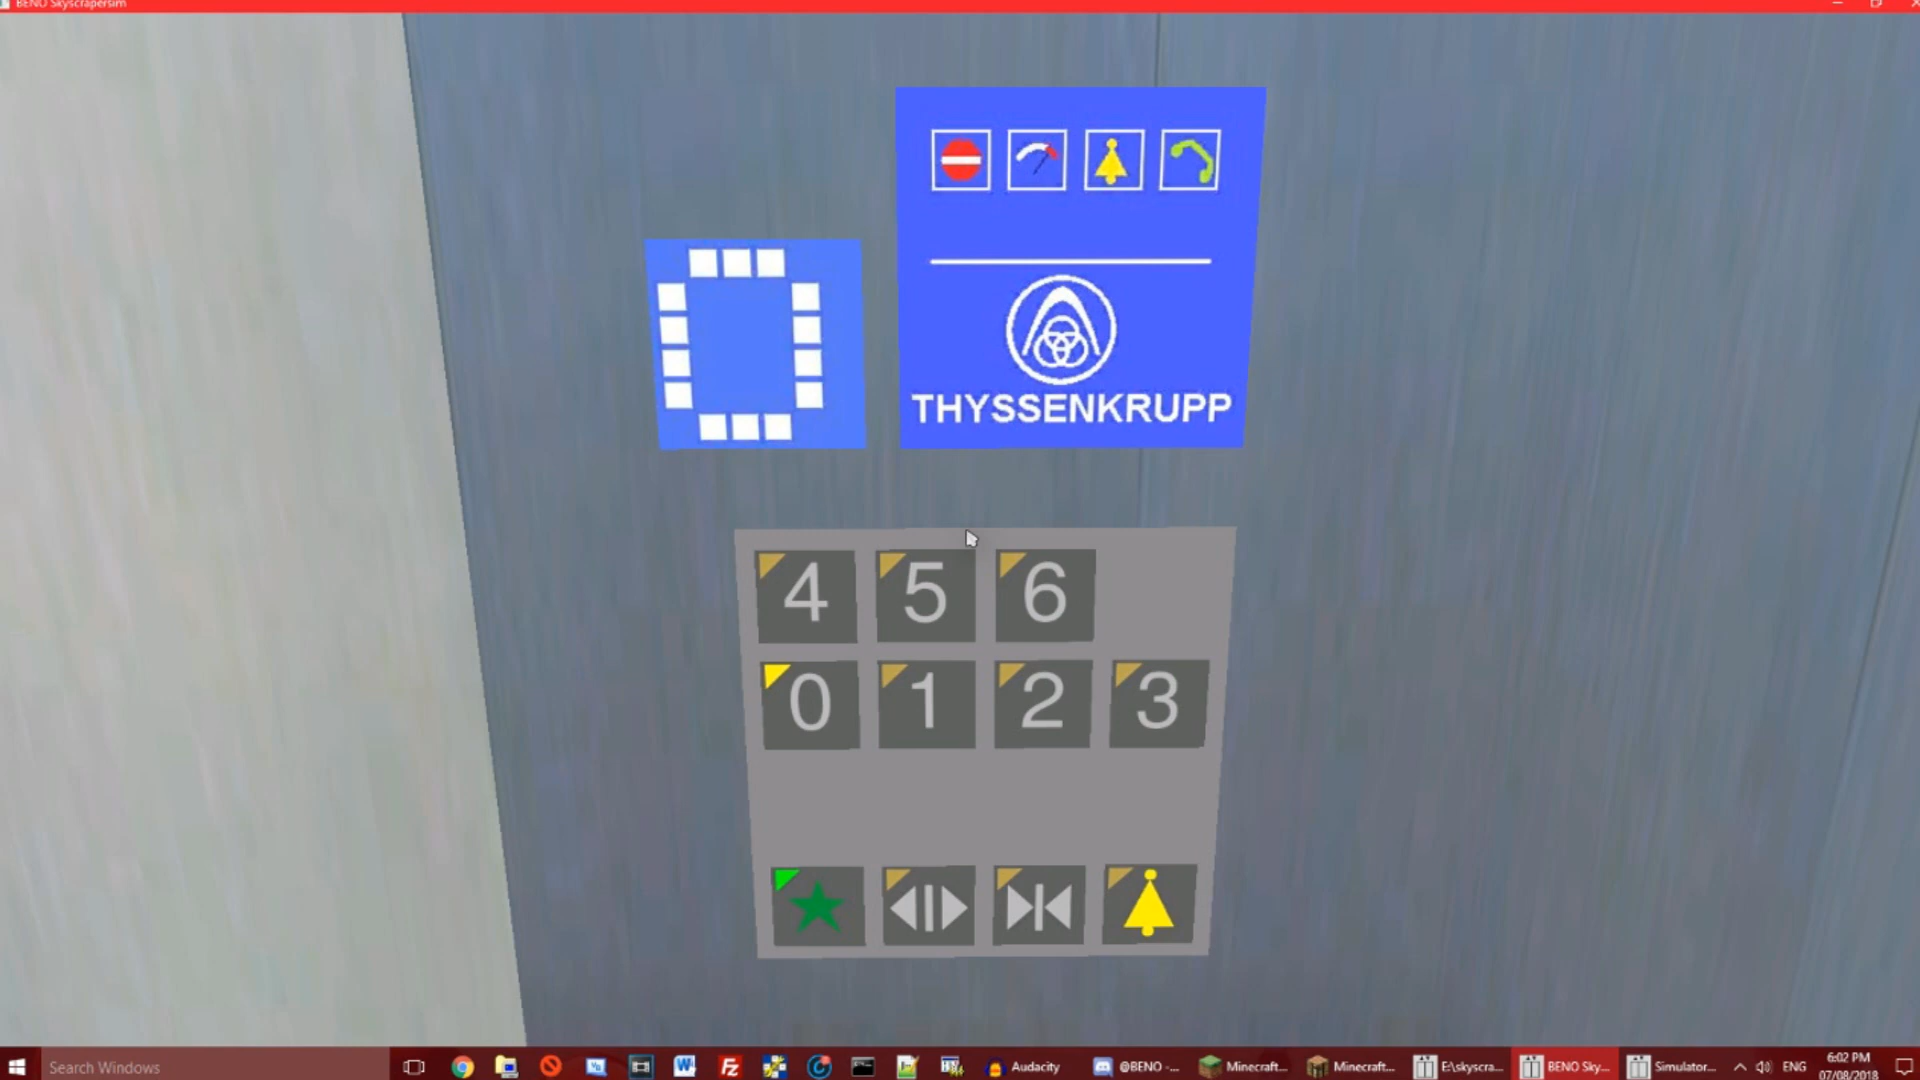 BENO Skyscrapersim
0
THYSSENKRUPP
4 5 6
0 1 2 3
Search Windows
Audacity
@BENO -...
Minecraft...
Minecraft...
E:\skyscra...
BENO Sky...
Simulator...
ENG
6:02 PM
07/08/2018